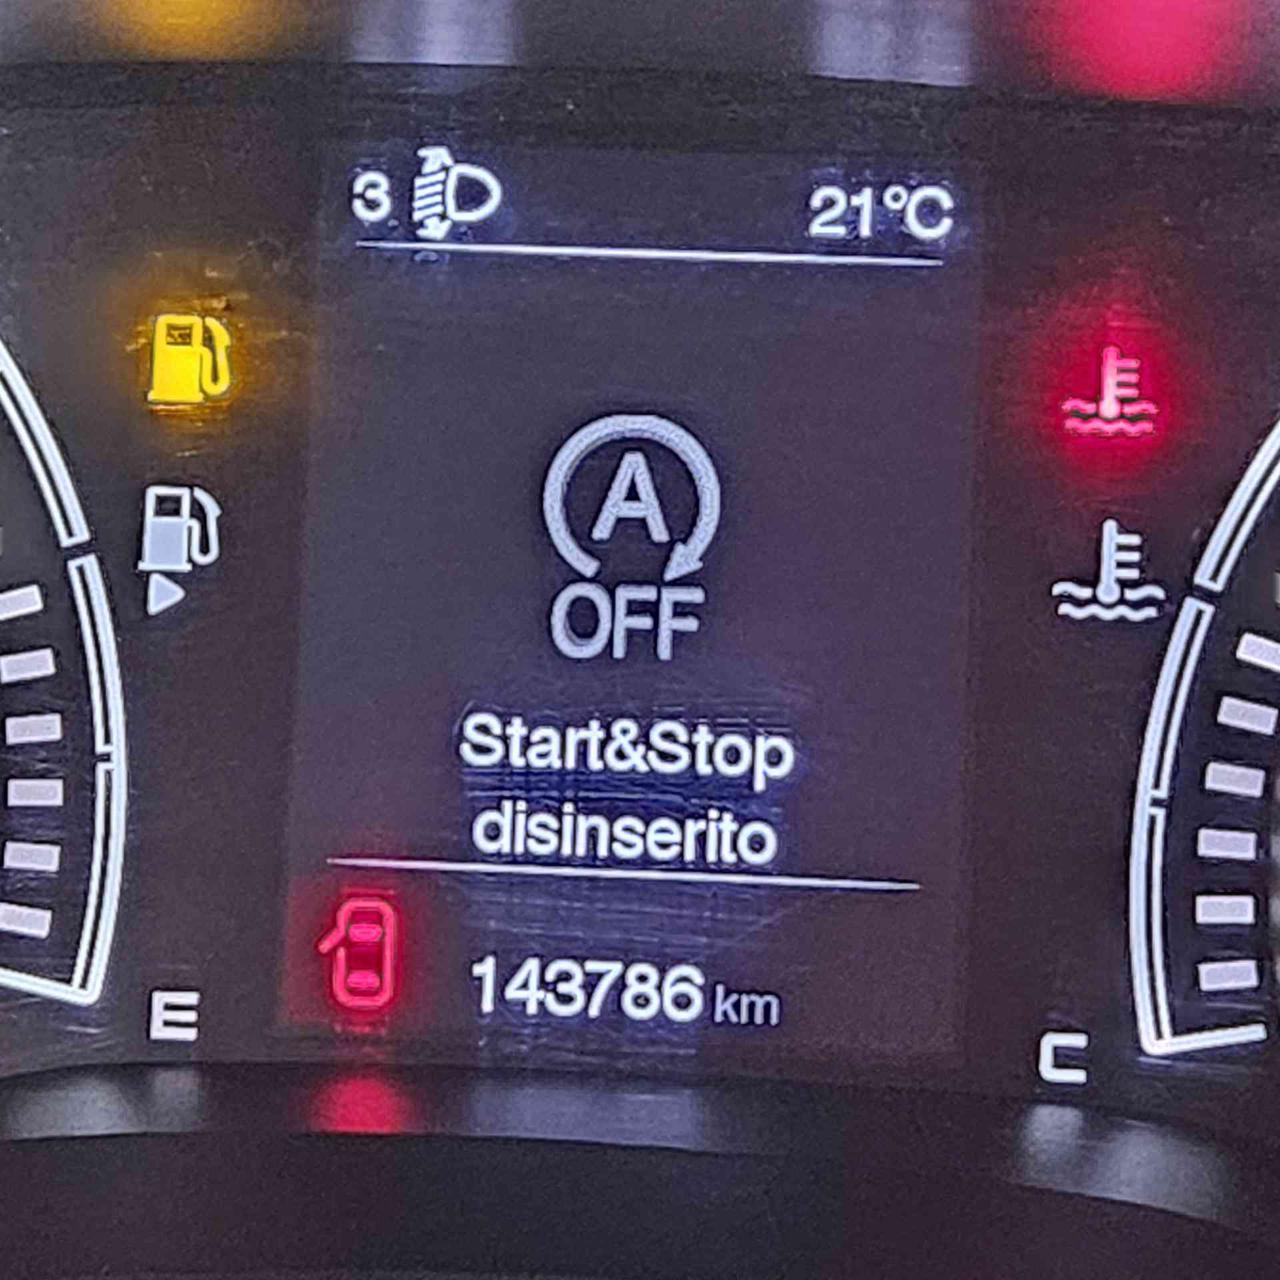 3 21°C
A
OFF
Start&Stop
disinserito
143786 km
E C